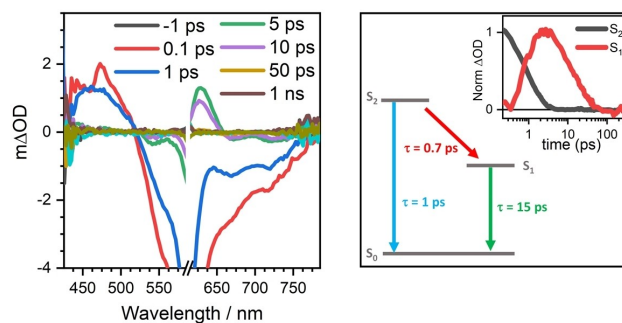 -1 ps
0.1 ps
1 ps
5 ps
10 ps
50 ps
1 ns
2
0
-2
-4
mΔOD
450 500 550 // 650 700 750
Wavelength / nm
S2
S1
Norm ΔOD
1
0
1 10 100
time (ps)
S2
τ = 0.7 ps
S1
τ = 1 ps
τ = 15 ps
S0